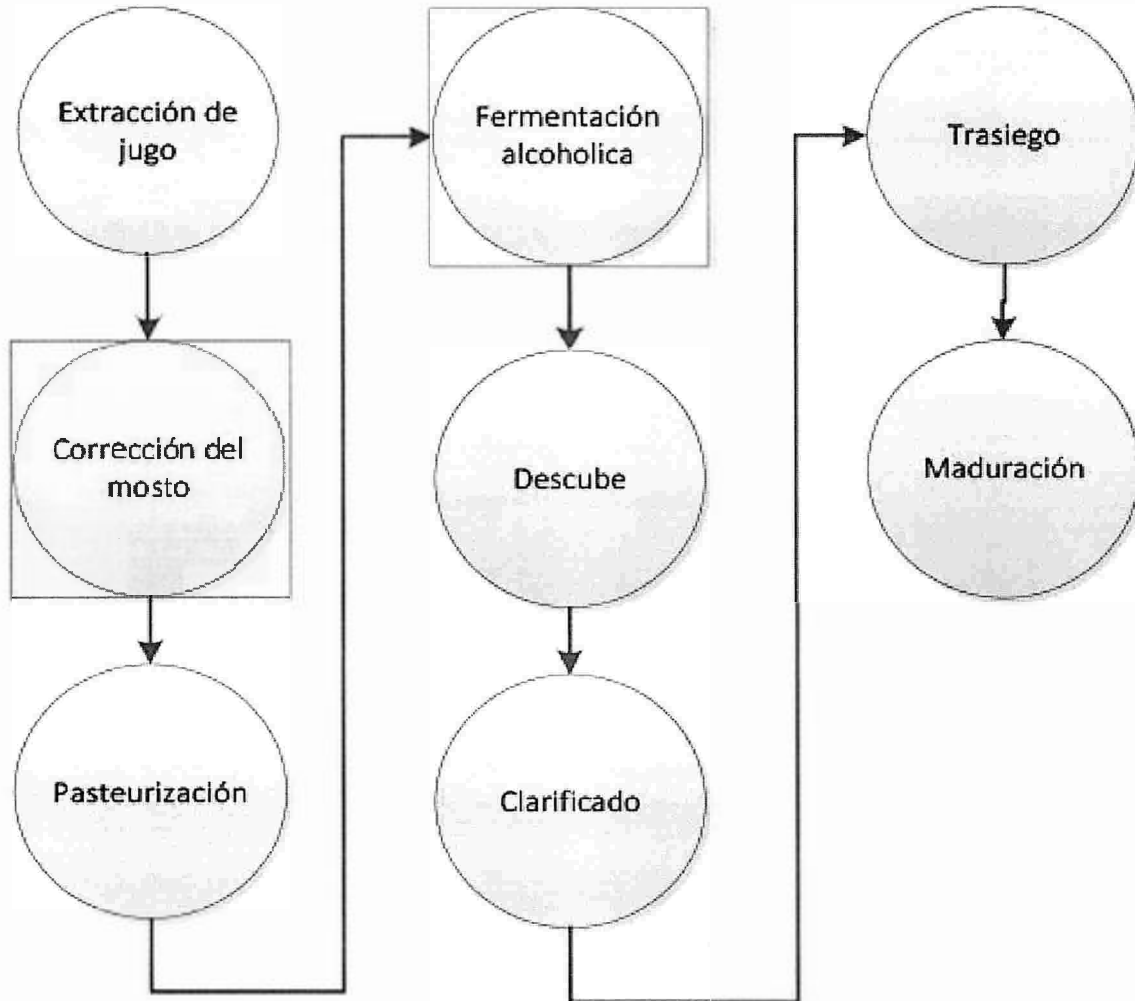 Extracción de
jugo
Corrección del
mosto
Pasteurización
Fermentación
alcoholica
Descube
Clarificado
Trasiego
Maduración